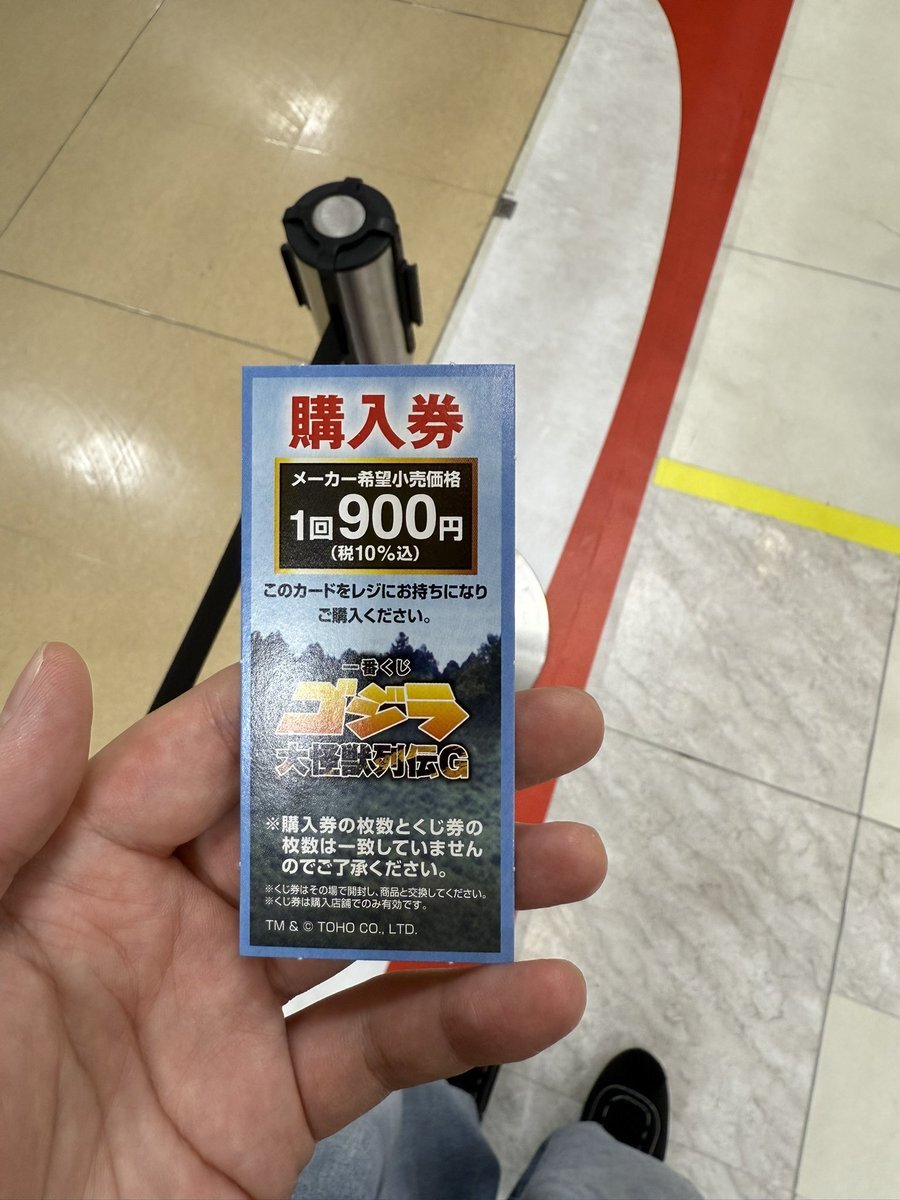 購入券
メーカー希望小売価格
1回900円
(税10%込)
このカードをレジにお持ちになり
ご購入ください。
一番くじ
ゴジラ
大怪獣列伝G
※購入券の枚数とくじ券の
枚数は一致していません
のでご了承ください。
※くじ券はその場で開封し、商品と交換してください。
※くじ券は購入店舗でのみ有効です。
TM & © TOHO CO., LTD.